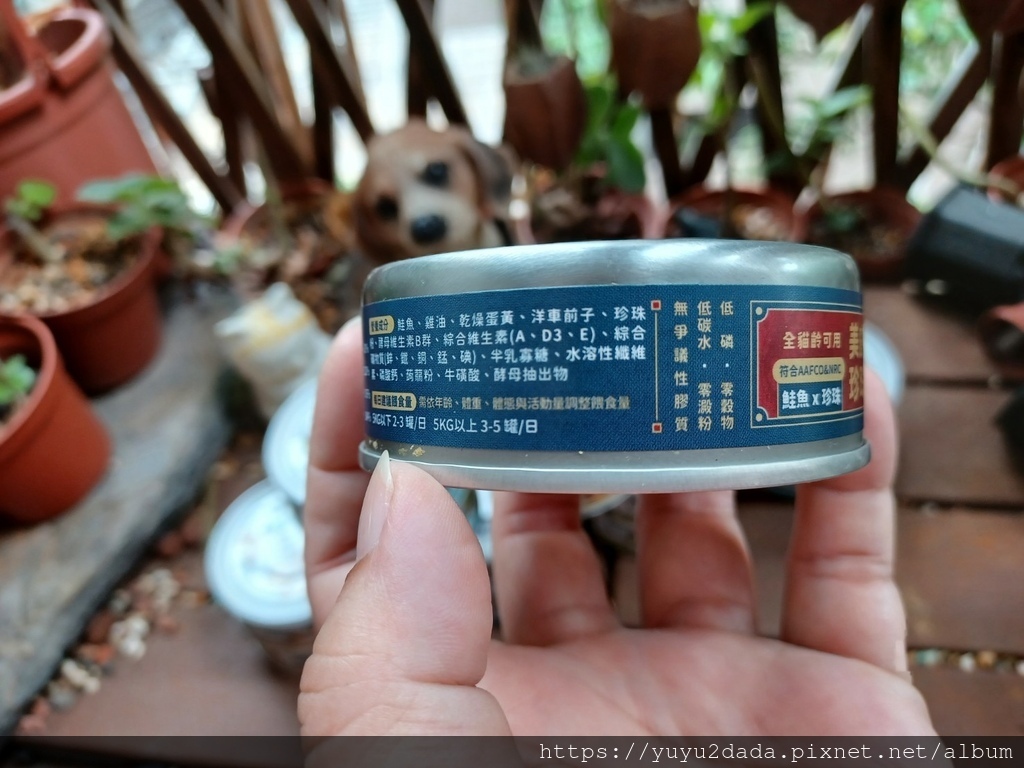 營養成分 鮭魚、雞油、乾燥蛋黃、洋車前子、珍珠
粉、酵母維生素B群、綜合維生素(A、D3、E)、綜合
礦物質(鋅、鐵、銅、錳、碘)、半乳寡糖、水溶性纖維
素、碳酸鈣、蒟蒻粉、牛磺酸、酵母抽出物
每日建議餵食量 需依年齡、體重、體態與活動量調整餵食量
5KG以下 2-3 罐/日 5KG以上 3-5 罐/日
低磷・零穀物
低碳水・零澱粉
無爭議性膠質
全貓齡可用
符合AAFCO&NRC
鮭魚 x 珍珠
美
珍
https://yuyu2dada.pixnet.net/album